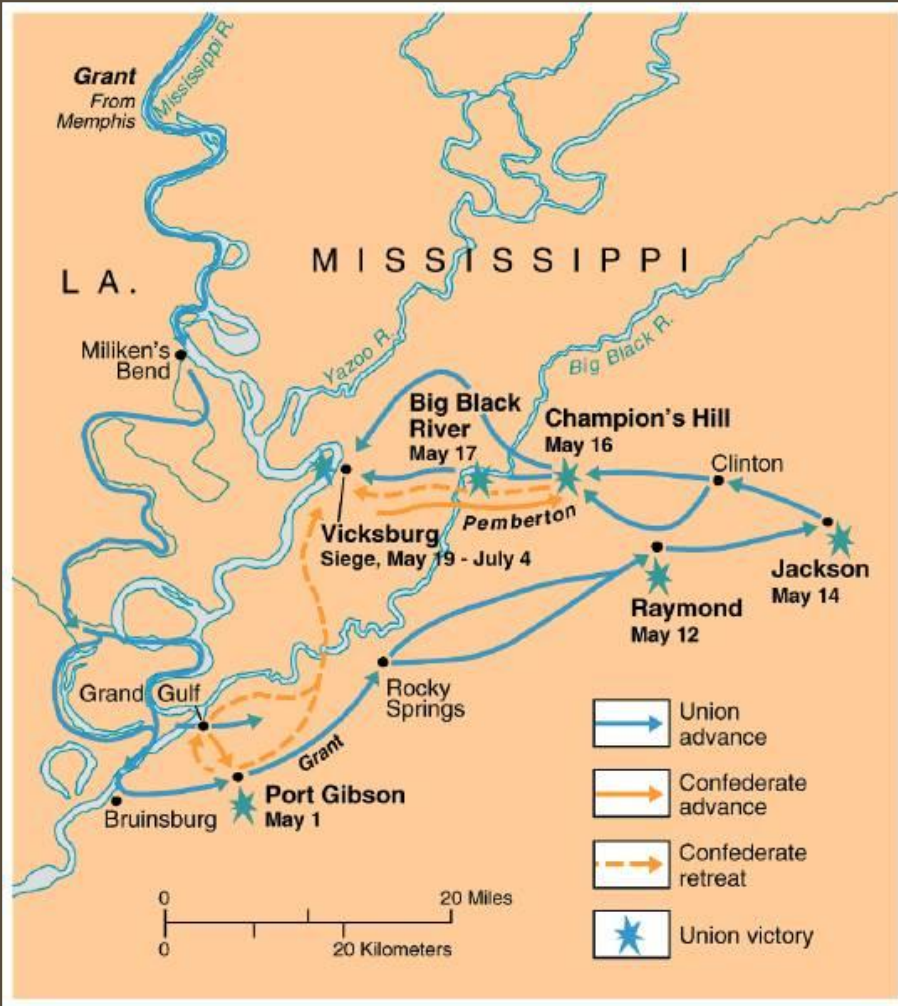 Grant
From
Memphis
Mississippi R.
MISSISSIPPI
LA.
Miliken's
Bend
Yazoo R.
Big Black R.
Big Black
River
May 17
Champion's Hill
May 16
Clinton
Pemberton
Vicksburg
Siege, May 19 - July 4
Jackson
May 14
Raymond
May 12
Grand Gulf
Rocky
Springs
Grant
Port Gibson
May 1
Bruinsburg
Union
advance
Confederate
advance
Confederate
retreat
Union victory
0 20 Miles
0 20 Kilometers